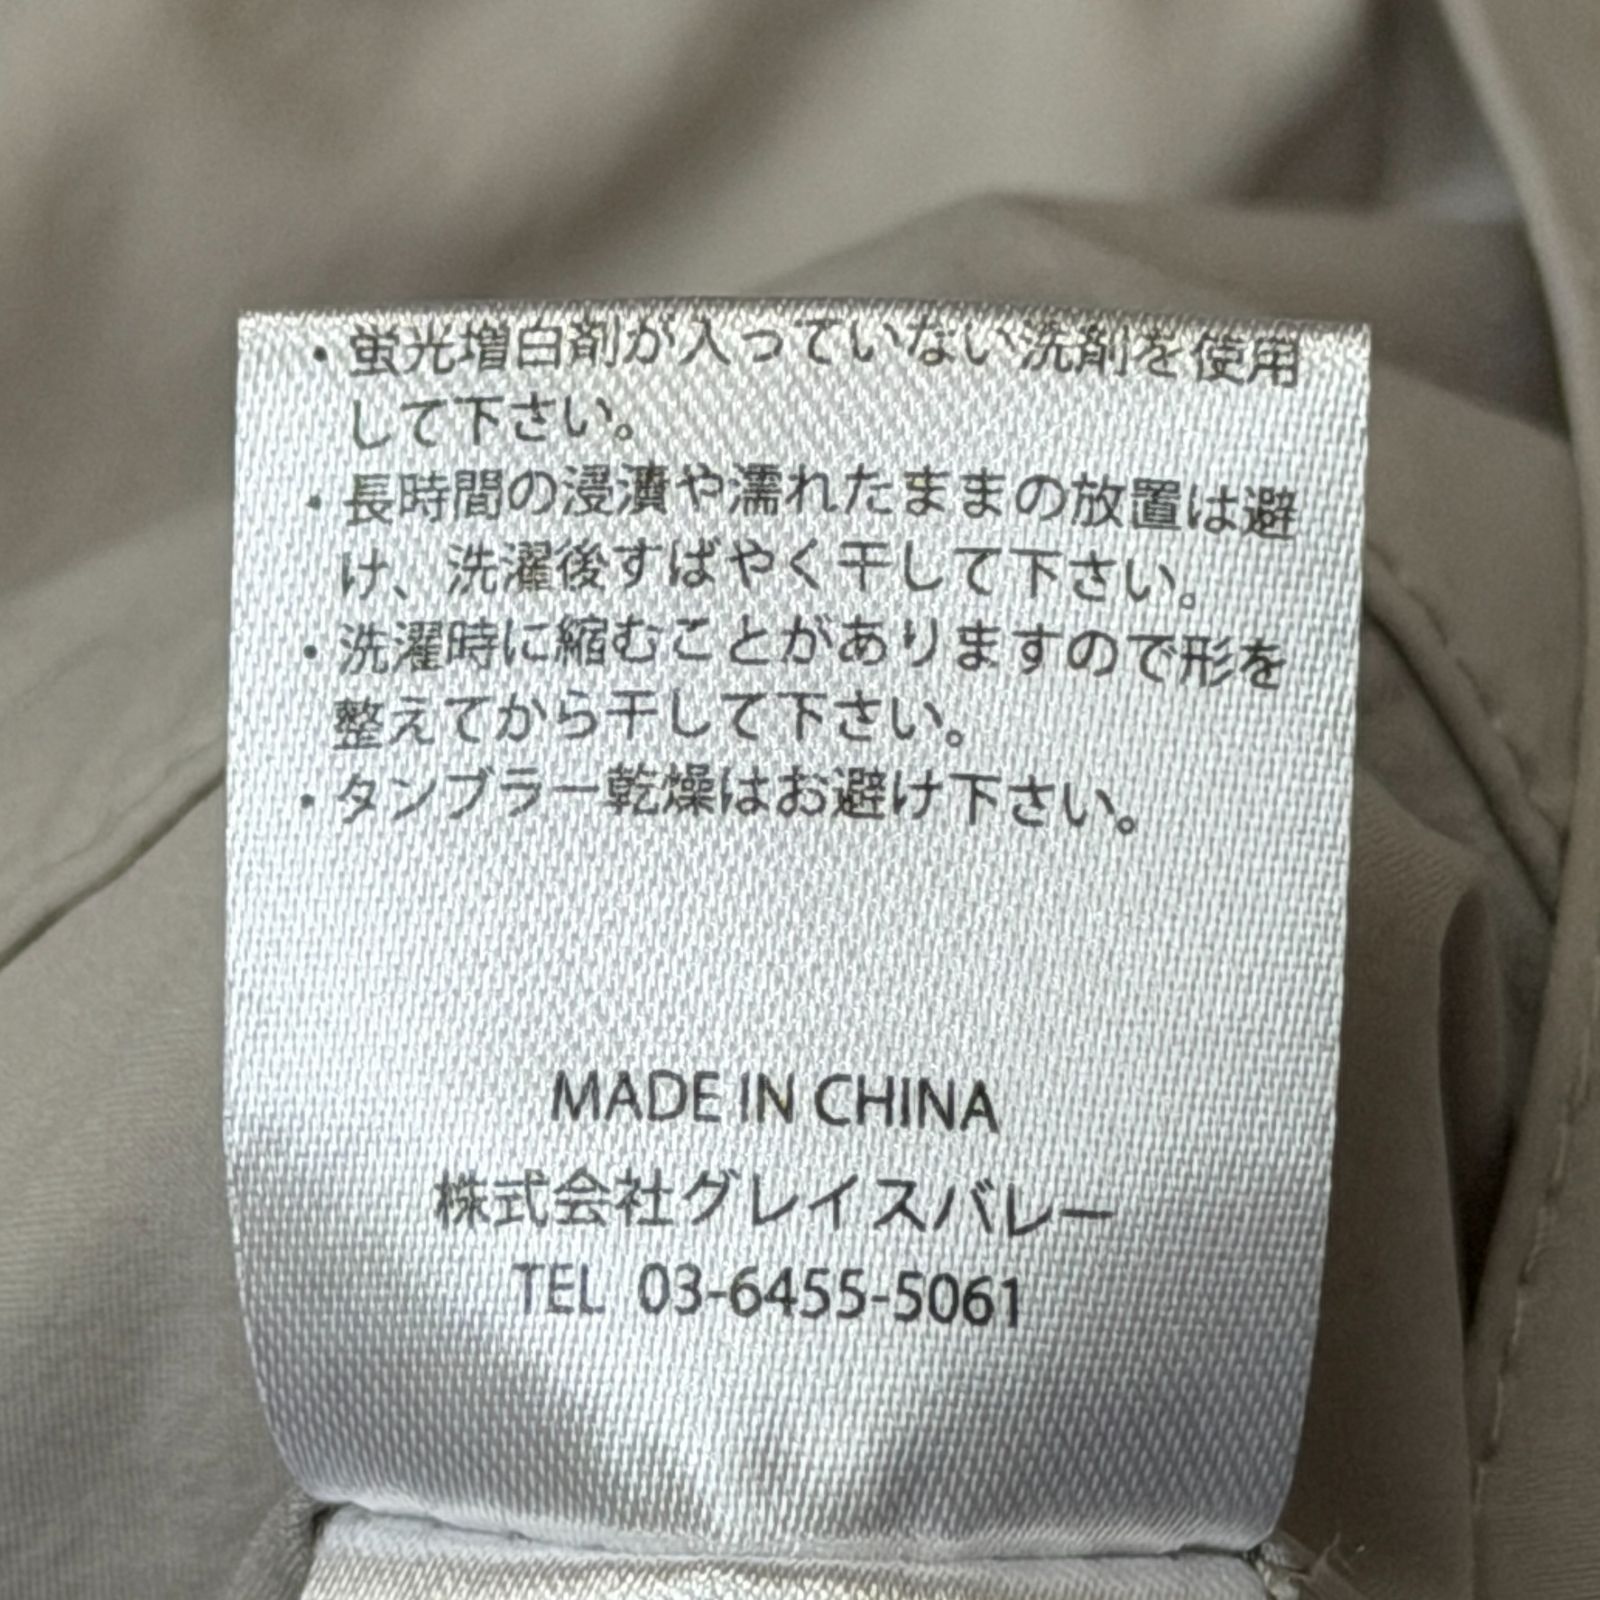 ・蛍光増白剤が入っていない洗剤を使用
して下さい。
・長時間の浸漬や濡れたままの放置は避
け、洗濯後すばやく干して下さい。
・洗濯時に縮むことがありますので形を
整えてから干して下さい。
・タンブラー乾燥はお避け下さい。
MADE IN CHINA
株式会社グレイスバレー
TEL 03-6455-5061